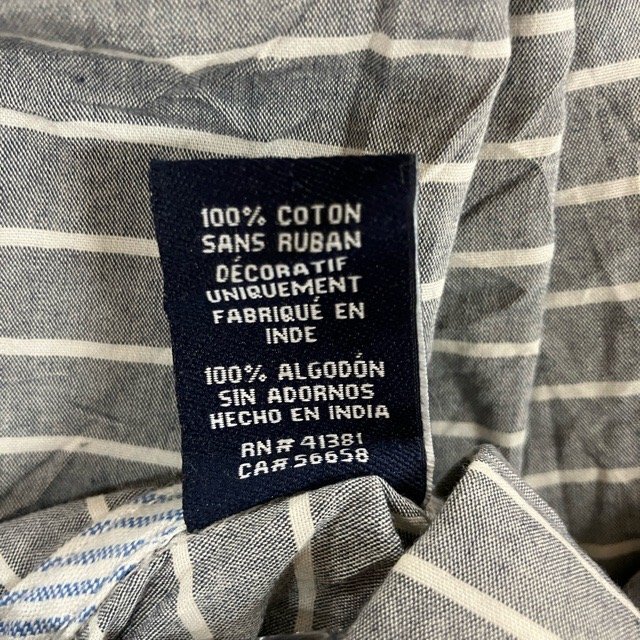 100% COTON
SANS RUBAN
DÉCORATIF
UNIQUEMENT
FABRIQUÉ EN
INDE
100% ALGODÓN
SIN ADORNOS
HECHO EN INDIA
RN# 41381
CA# 56658